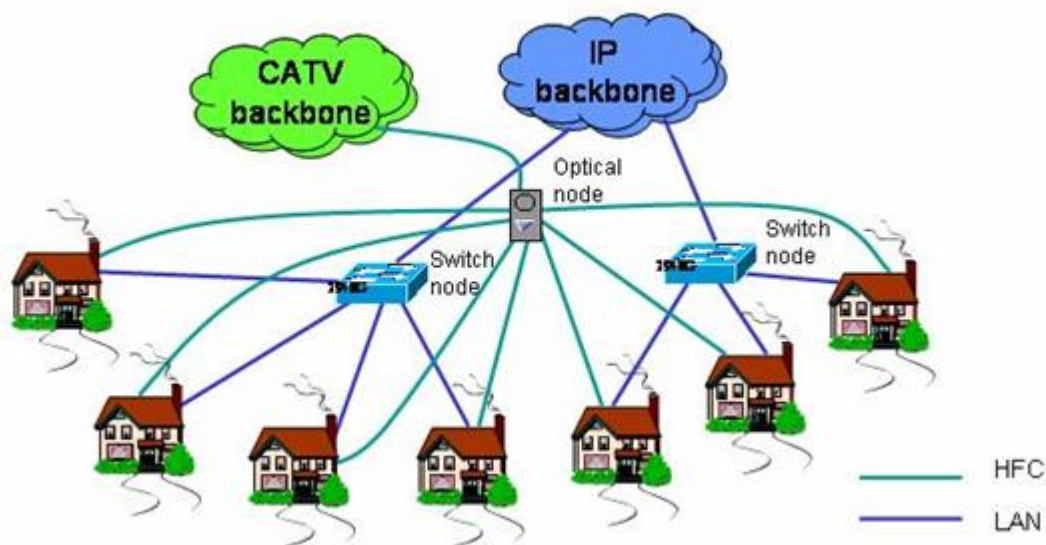 CATV
backbone
IP
backbone
Optical
node
Switch
node
Switch
node
HFC
LAN